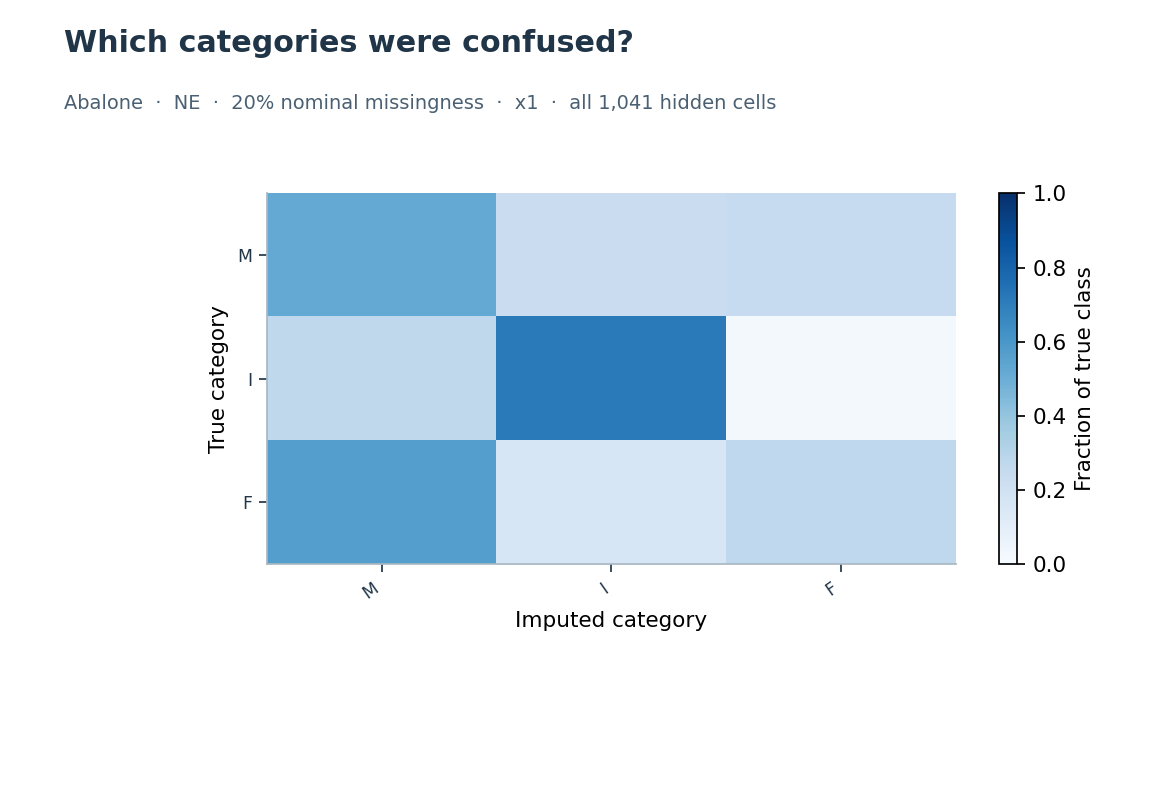 Which categories were confused?
Abalone · NE · 20% nominal missingness · x1 · all 1,041 hidden cells
True category
M
I
F
M I F
Imputed category
1.0
0.8
0.6
0.4
0.2
0.0
Fraction of true class